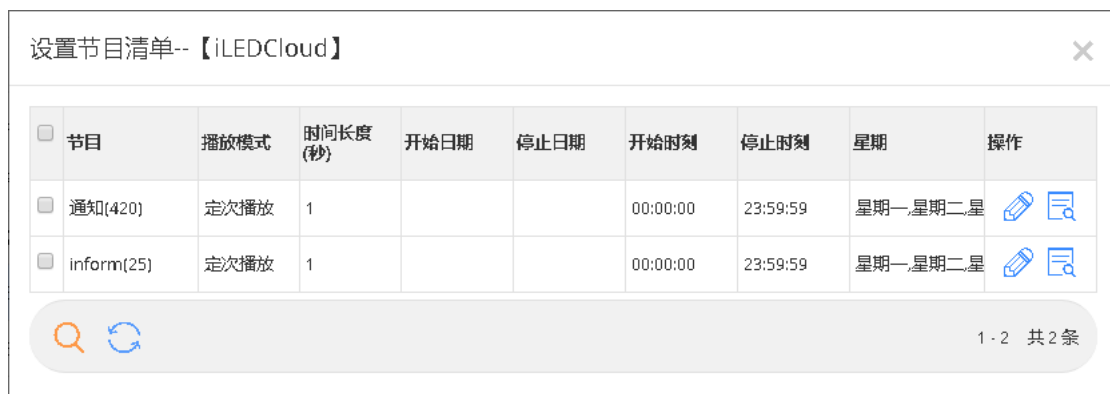 设置节目清单--【iLEDCloud】
节目 播放模式 时间长度(秒) 开始日期 停止日期 开始时刻 停止时刻 星期 操作
通知(420) 定次播放 1 00:00:00 23:59:59 星期一,星期二,星
inform(25) 定次播放 1 00:00:00 23:59:59 星期一,星期二,星
1 - 2 共2条